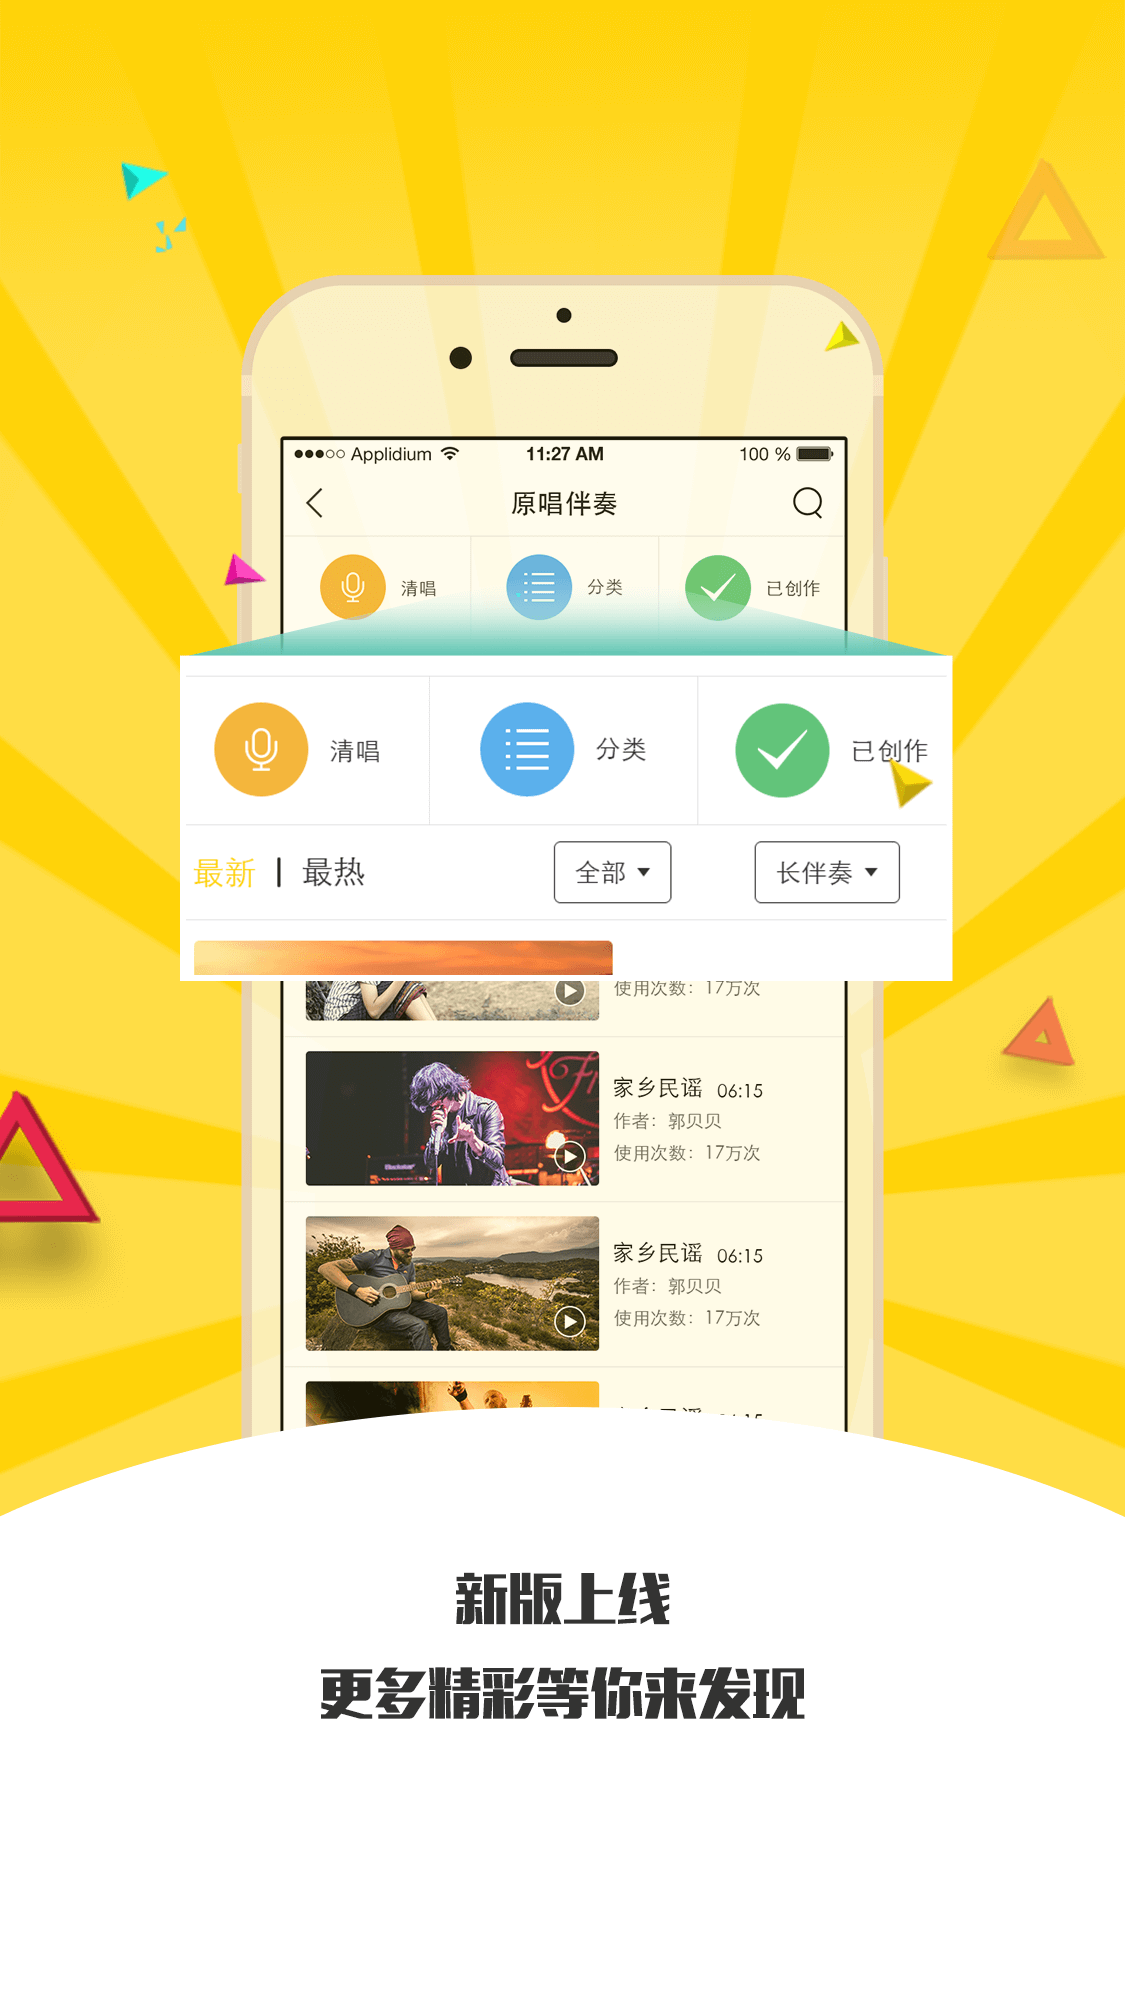 Applidium 11:27 AM 100 %
原唱伴奏
清唱 分类 已创作
清唱 分类 已创作
最新 | 最热 全部 长伴奏
使用次数：17万次
家乡民谣 06:15
作者：郭贝贝
使用次数：17万次
家乡民谣 06:15
作者：郭贝贝
使用次数：17万次
新版上线
更多精彩等你来发现